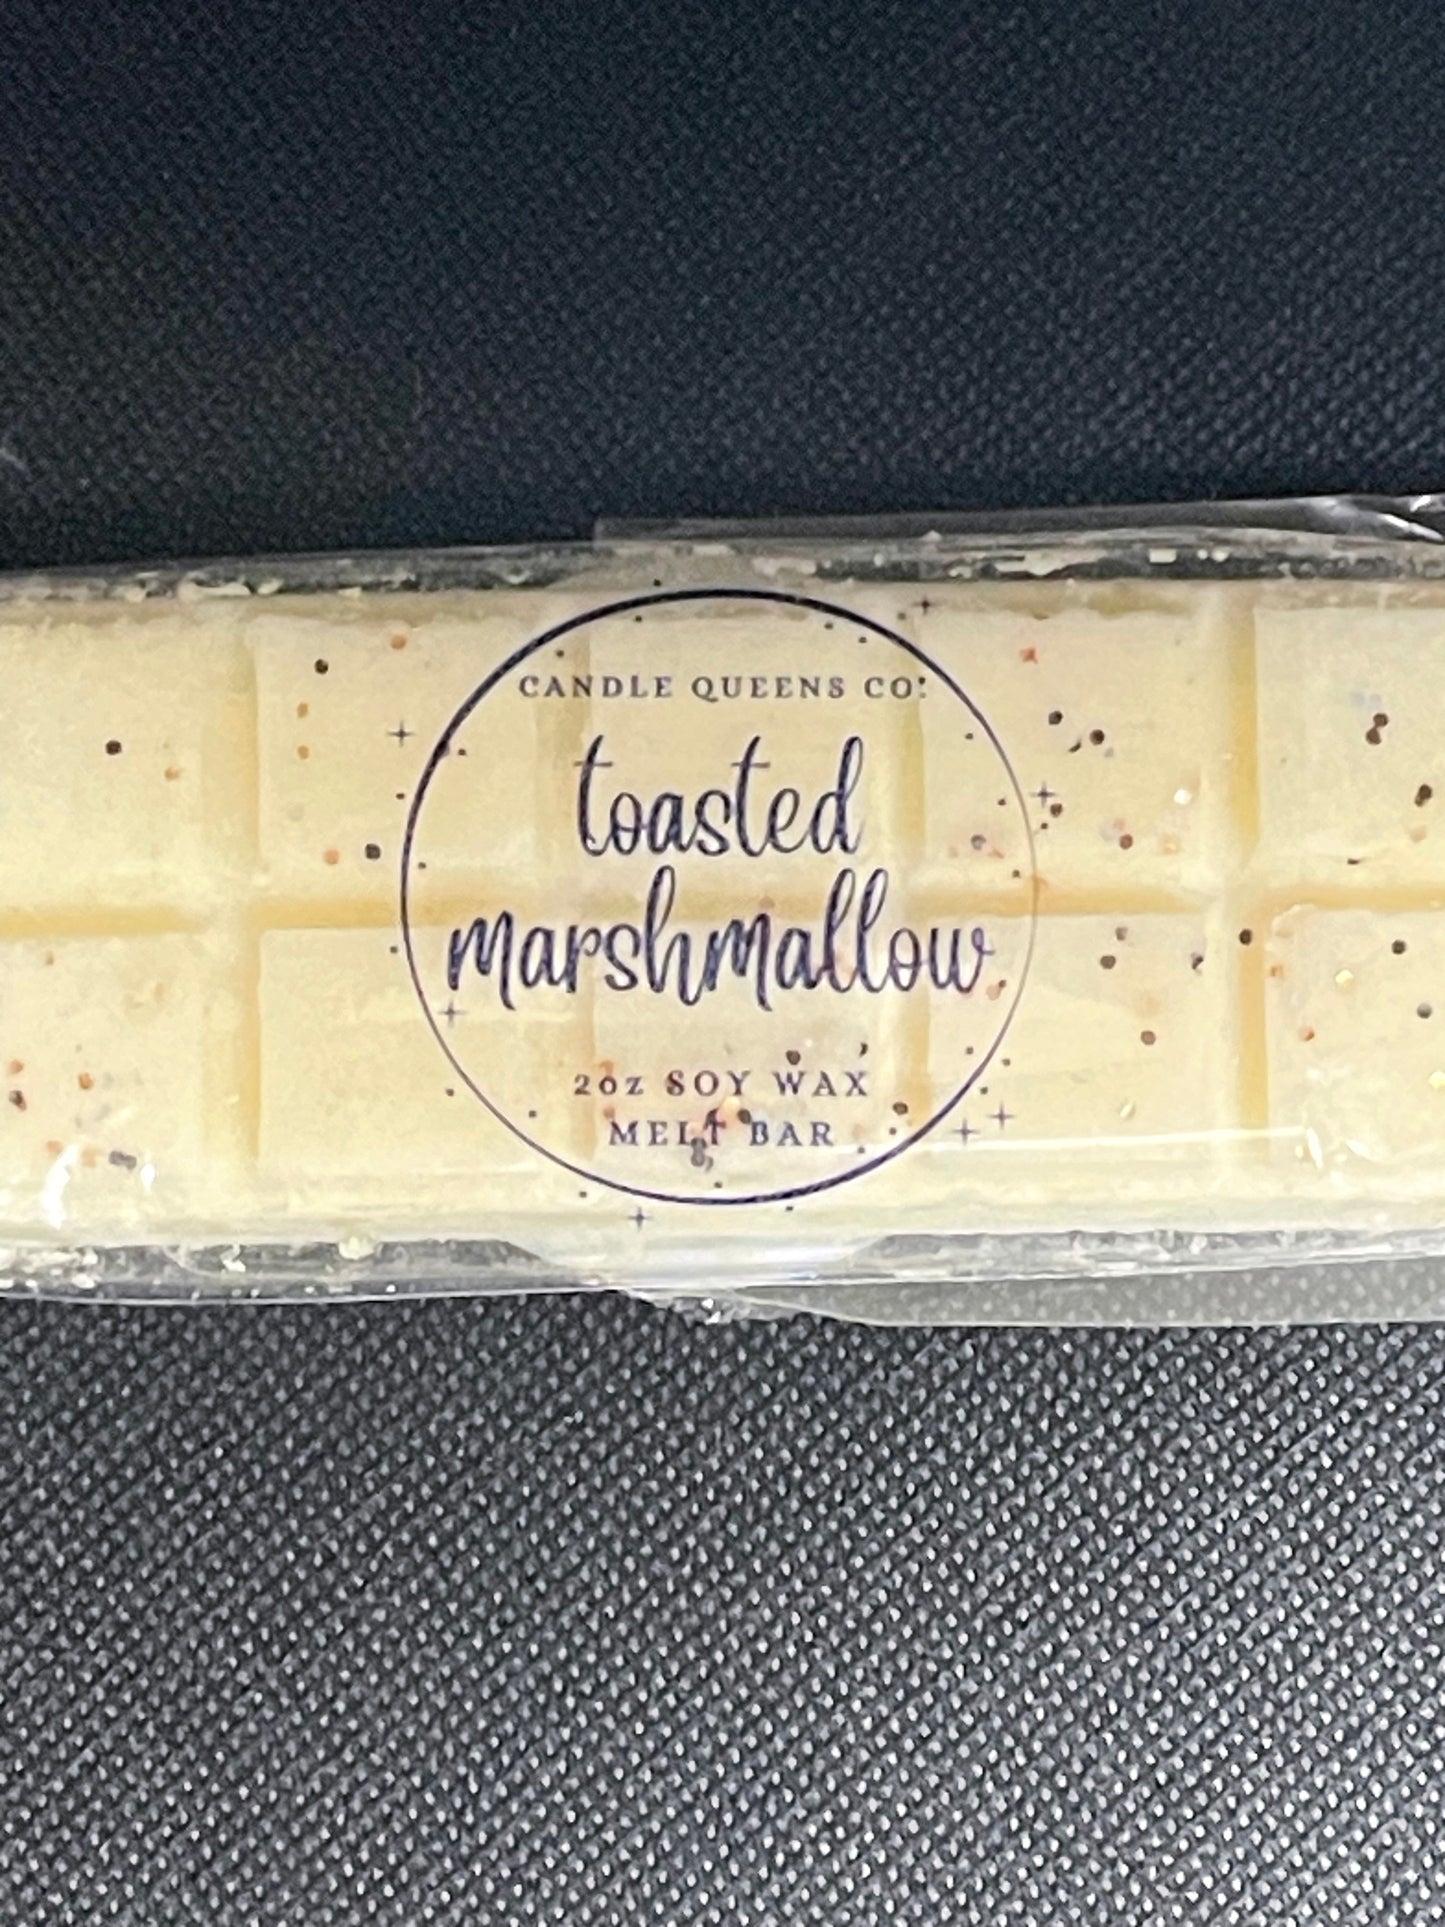 CANDLE QUEENS CO.
toasted
marshmallow
2oz SOY WAX
MELT BAR